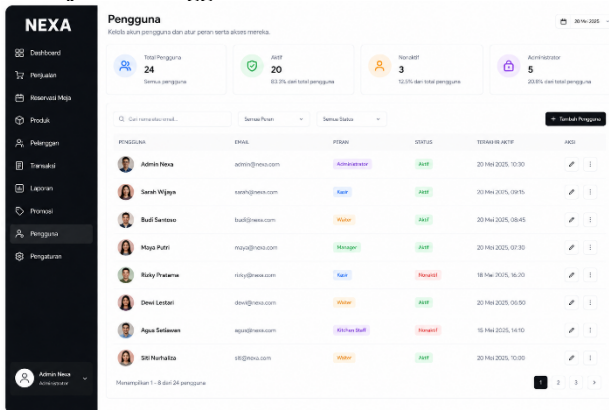 NEXA
Dashboard
Penjualan
Reservasi Meja
Produk
Pelanggan
Transaksi
Laporan
Promosi
Pengguna
Pengaturan
Admin Nexa
Administrator
Pengguna
Kelola akun pengguna dan atur peran serta akses mereka.
20 Mei 2025
Total Pengguna
24
Semua pengguna
Aktif
20
83.3% dari total pengguna
Nonaktif
3
12.5% dari total pengguna
Administrator
5
20.8% dari total pengguna
Cari nama atau email...
Semua Peran
Semua Status
+ Tambah Pengguna
PENGGUNA EMAIL PERAN STATUS TERAKHIR AKTIF AKSI
Admin Nexa admin@nexa.com Administrator Aktif 20 Mei 2025, 10:30
Sarah Wijaya sarah@nexa.com Kasir Aktif 20 Mei 2025, 09:15
Budi Santoso budi@nexa.com Waiter Aktif 20 Mei 2025, 08:45
Maya Putri maya@nexa.com Manager Aktif 20 Mei 2025, 07:30
Rizky Pratama rizky@nexa.com Kasir Nonaktif 18 Mei 2025, 16:20
Dewi Lestari dewi@nexa.com Waiter Aktif 20 Mei 2025, 06:50
Agus Setiawan agus@nexa.com Kitchen Staff Nonaktif 15 Mei 2025, 14:10
Siti Nurhaliza siti@nexa.com Waiter Aktif 20 Mei 2025, 10:00
Menampilkan 1 - 8 dari 24 pengguna
1 2 3 >